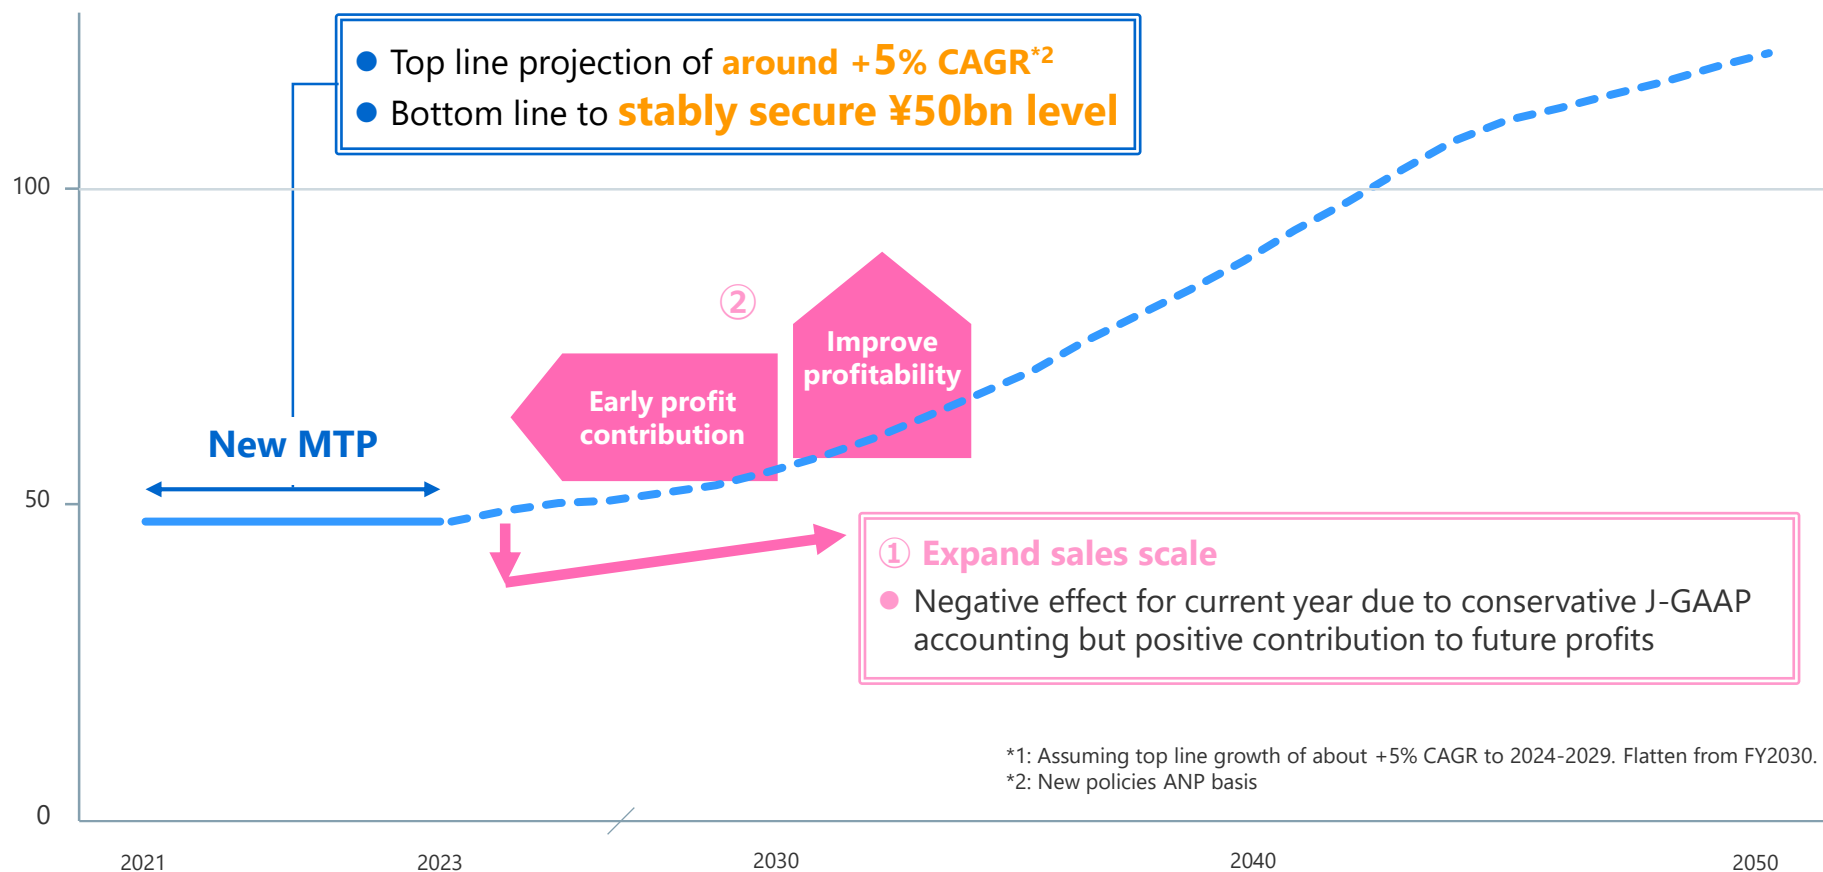 ● Top line projection of around +5% CAGR*2
● Bottom line to stably secure ¥50bn level
100
②
Improve
profitability
Early profit
contribution
New MTP
50
① Expand sales scale
● Negative effect for current year due to conservative J-GAAP
accounting but positive contribution to future profits
*1: Assuming top line growth of about +5% CAGR to 2024-2029. Flatten from FY2030.
*2: New policies ANP basis
0
2021
2023
2030
2040
2050